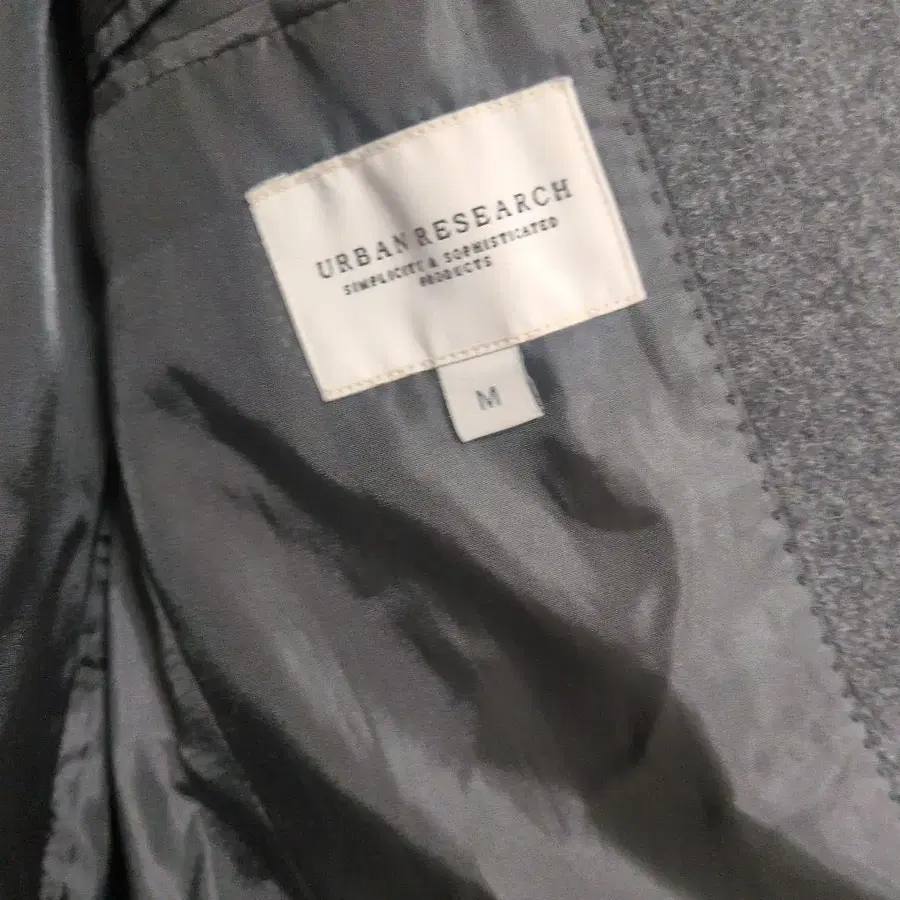 URBAN RESEARCH
SIMPLICITY & SOPHISTICATED
PRODUCTS
M